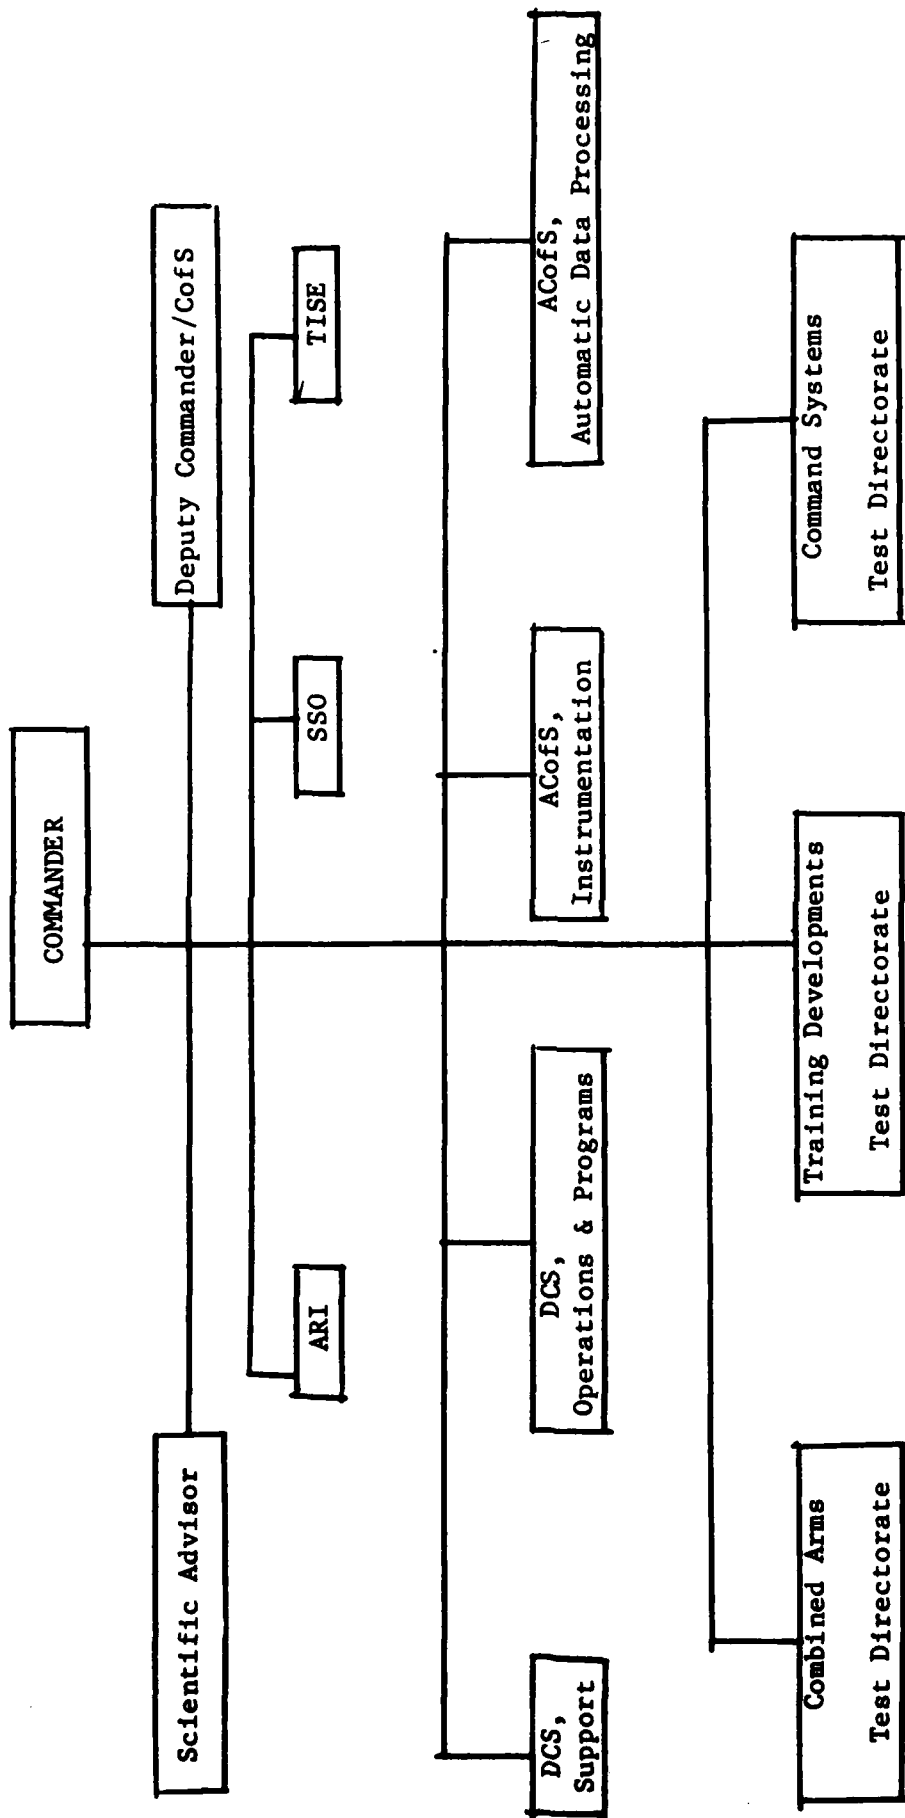 COMMANDER
Scientific Advisor
Deputy Commander/CofS
ARI
SSO
TISE
DCS,
Support
DCS,
Operations & Programs
ACofS,
Instrumentation
ACofS,
Automatic Data Processing
Combined Arms
Test Directorate
Training Developments
Test Directorate
Command Systems
Test Directorate